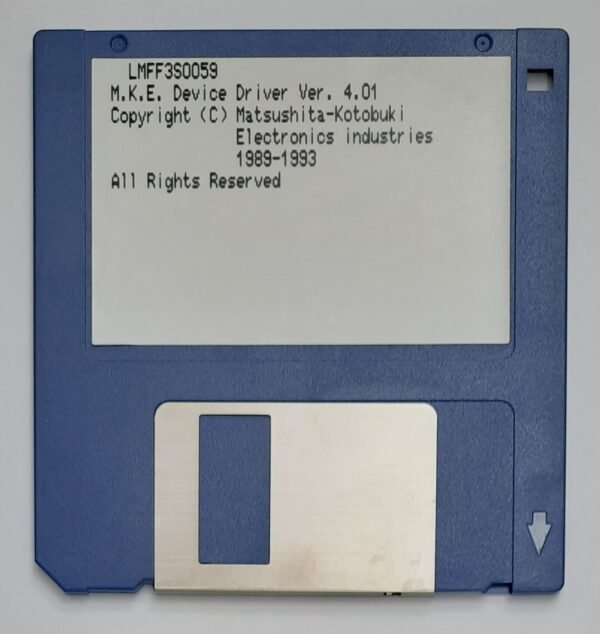 LMFF3S0059
M.K.E. Device Driver Ver. 4.01
Copyright (C) Matsushita-Kotobuki
Electronics industries
1989-1993
All Rights Reserved